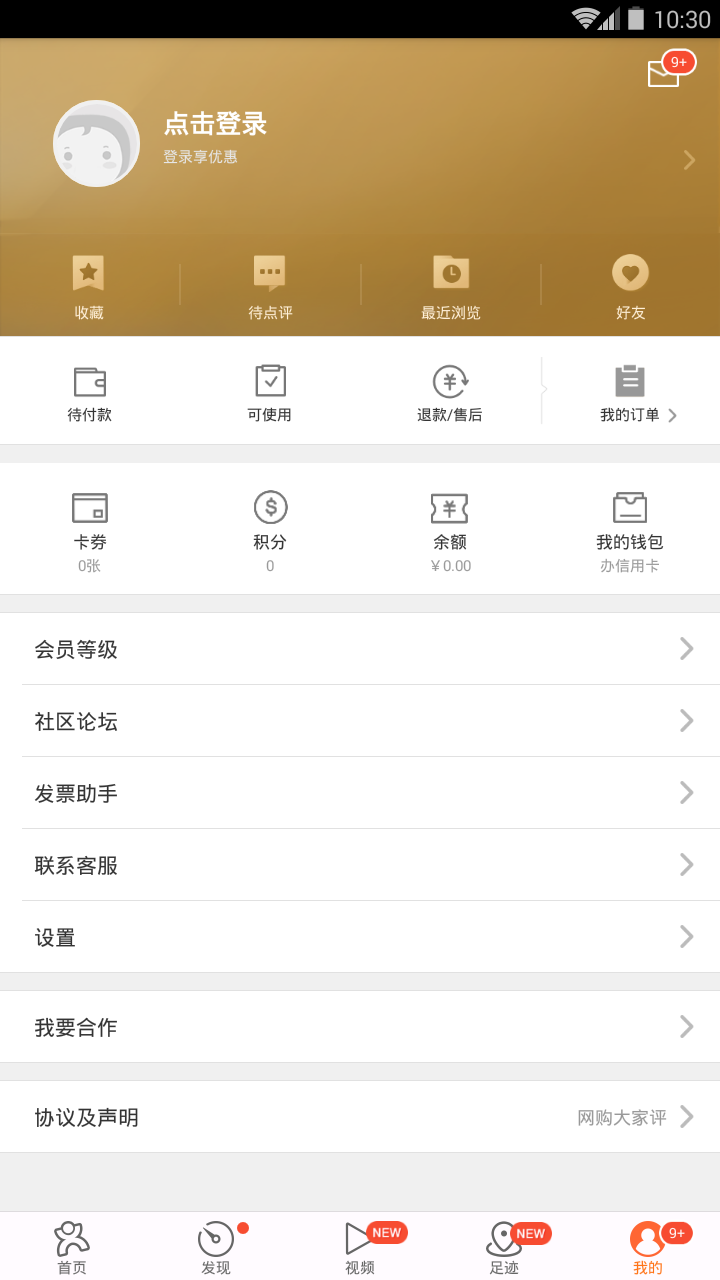 10:30
9+
点击登录
登录享优惠
收藏 待点评 最近浏览 好友
待付款 可使用 退款/售后 我的订单
卡券 积分 余额 我的钱包
0张 0 ￥0.00 办信用卡
会员等级
社区论坛
发票助手
联系客服
设置
我要合作
协议及声明 网购大家评
NEW NEW 9+
首页 发现 视频 足迹 我的